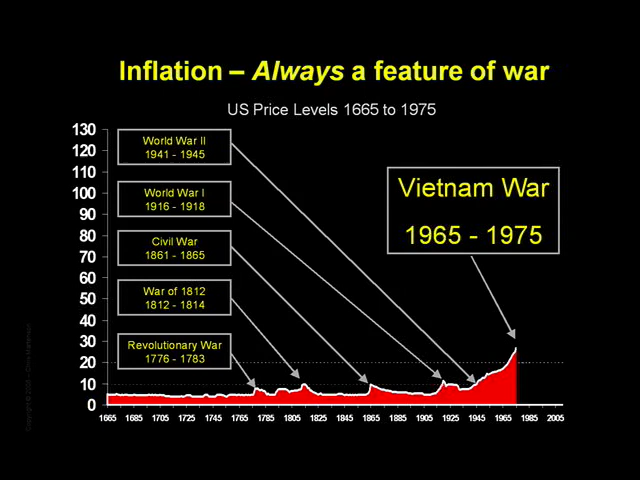 Inflation – Always a feature of war
US Price Levels 1665 to 1975
130
120
110
100
90
80
70
60
50
40
30
20
10
0
World War II
1941 - 1945
World War I
1916 - 1918
Civil War
1861 - 1865
War of 1812
1812 - 1814
Revolutionary War
1776 - 1783
Vietnam War
1965 - 1975
1665 1685 1705 1725 1745 1765 1785 1805 1825 1845 1865 1885 1905 1925 1945 1965 1985 2005